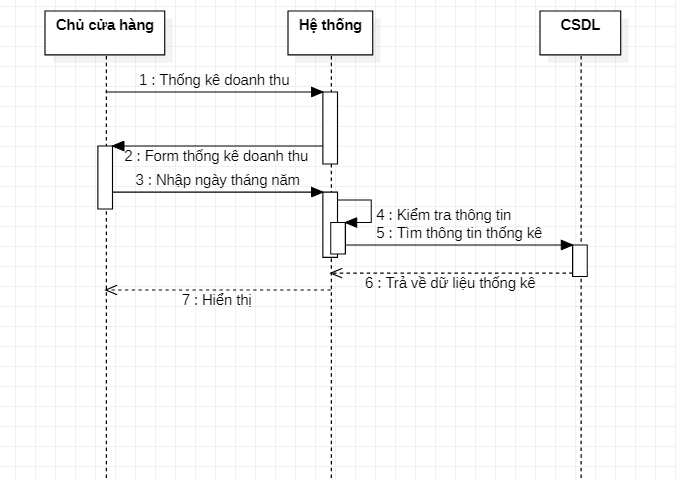 Chủ cửa hàng
Hệ thống
CSDL
1 : Thống kê doanh thu
2 : Form thống kê doanh thu
3 : Nhập ngày tháng năm
4 : Kiểm tra thông tin
5 : Tìm thông tin thống kê
6 : Trả về dữ liệu thống kê
7 : Hiển thị